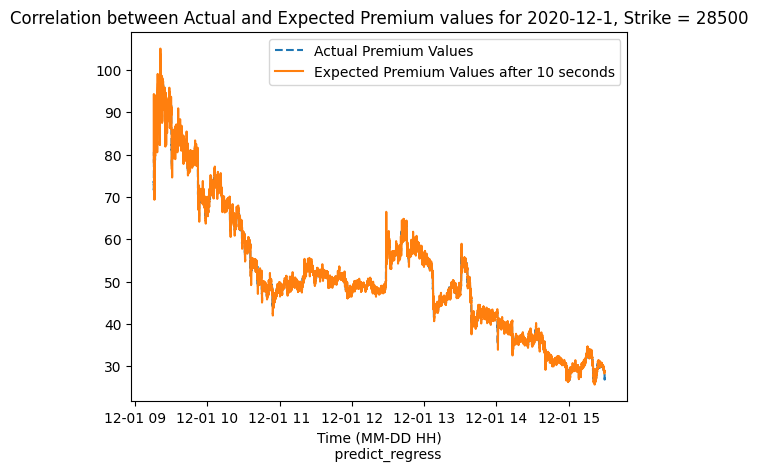 Correlation between Actual and Expected Premium values for 2020-12-1, Strike = 28500
Actual Premium Values
Expected Premium Values after 10 seconds
100
90
80
70
60
50
40
30
12-01 09 12-01 10 12-01 11 12-01 12 12-01 13 12-01 14 12-01 15
Time (MM-DD HH)
predict_regress